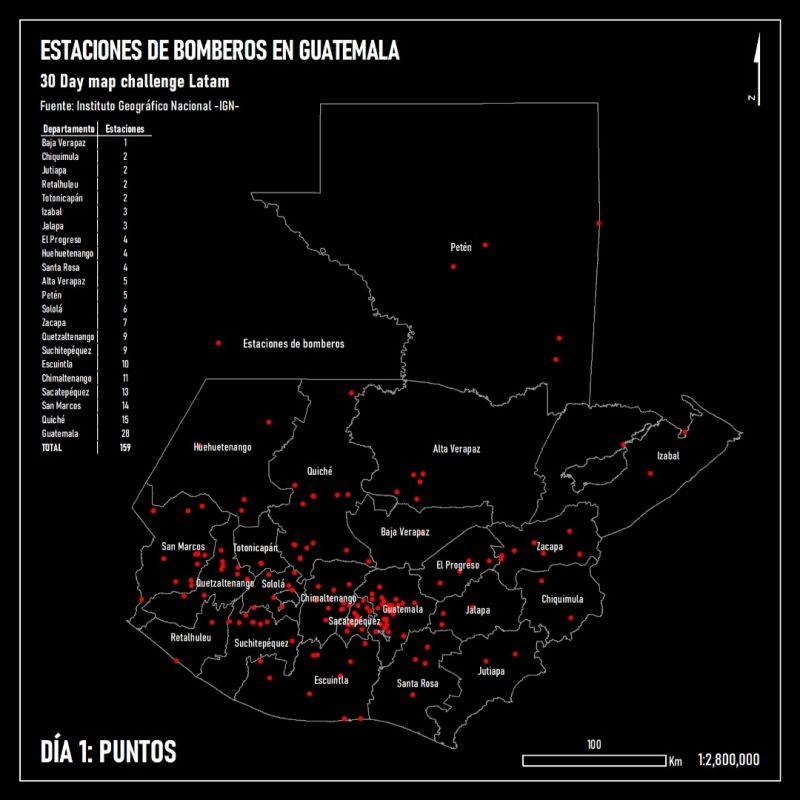 ESTACIONES DE BOMBEROS EN GUATEMALA
30 Day map challenge Latam
Fuente: Instituto Geográfico Nacional -IGN-
N
Departamento Estaciones
Baja Verapaz 1
Chiquimula 2
Jutiapa 2
Retalhuleu 2
Totonicapán 2
Izabal 3
Jalapa 3
El Progreso 4
Huehuetenango 4
Santa Rosa 4
Alta Verapaz 5
Petén 5
Sololá 6
Zacapa 7
Quetzaltenango 9
Suchitepéquez 9
Escuintla 10
Chimaltenango 11
Sacatepéquez 13
San Marcos 14
Quiché 15
Guatemala 28
TOTAL 159
Petén
Estaciones de bomberos
Huehuetenango
Quiché
Alta Verapaz
Izabal
Baja Verapaz
San Marcos
Totonicapán
Zacapa
El Progreso
Quetzaltenango
Sololá
Chimaltenango
Guatemala
Jalapa
Chiquimula
Sacatepéquez
Retalhuleu
Suchitepéquez
Escuintla
Santa Rosa
Jutiapa
DÍA 1: PUNTOS
100
Km
1:2,800,000